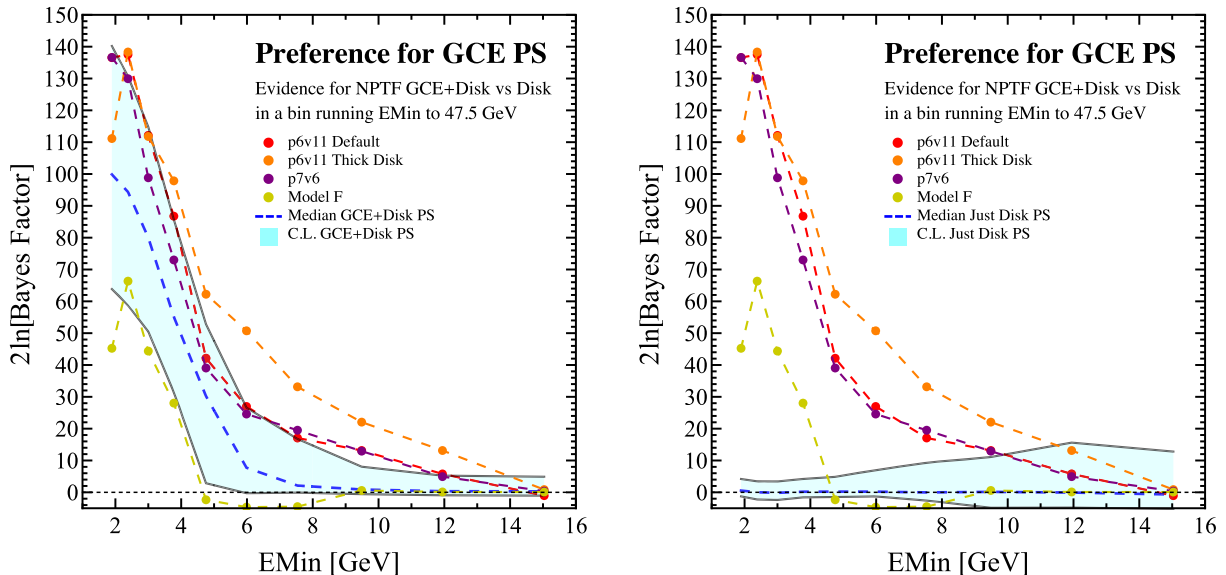 Preference for GCE PS
Evidence for NPTF GCE+Disk vs Disk
in a bin running EMin to 47.5 GeV
p6v11 Default
p6v11 Thick Disk
p7v6
Model F
Median GCE+Disk PS
C.L. GCE+Disk PS
2ln[Bayes Factor]
150
140
130
120
110
100
90
80
70
60
50
40
30
20
10
0
2 4 6 8 10 12 14 16
EMin [GeV]
Preference for GCE PS
Evidence for NPTF GCE+Disk vs Disk
in a bin running EMin to 47.5 GeV
p6v11 Default
p6v11 Thick Disk
p7v6
Model F
Median Just Disk PS
C.L. Just Disk PS
2ln[Bayes Factor]
150
140
130
120
110
100
90
80
70
60
50
40
30
20
10
0
2 4 6 8 10 12 14 16
EMin [GeV]